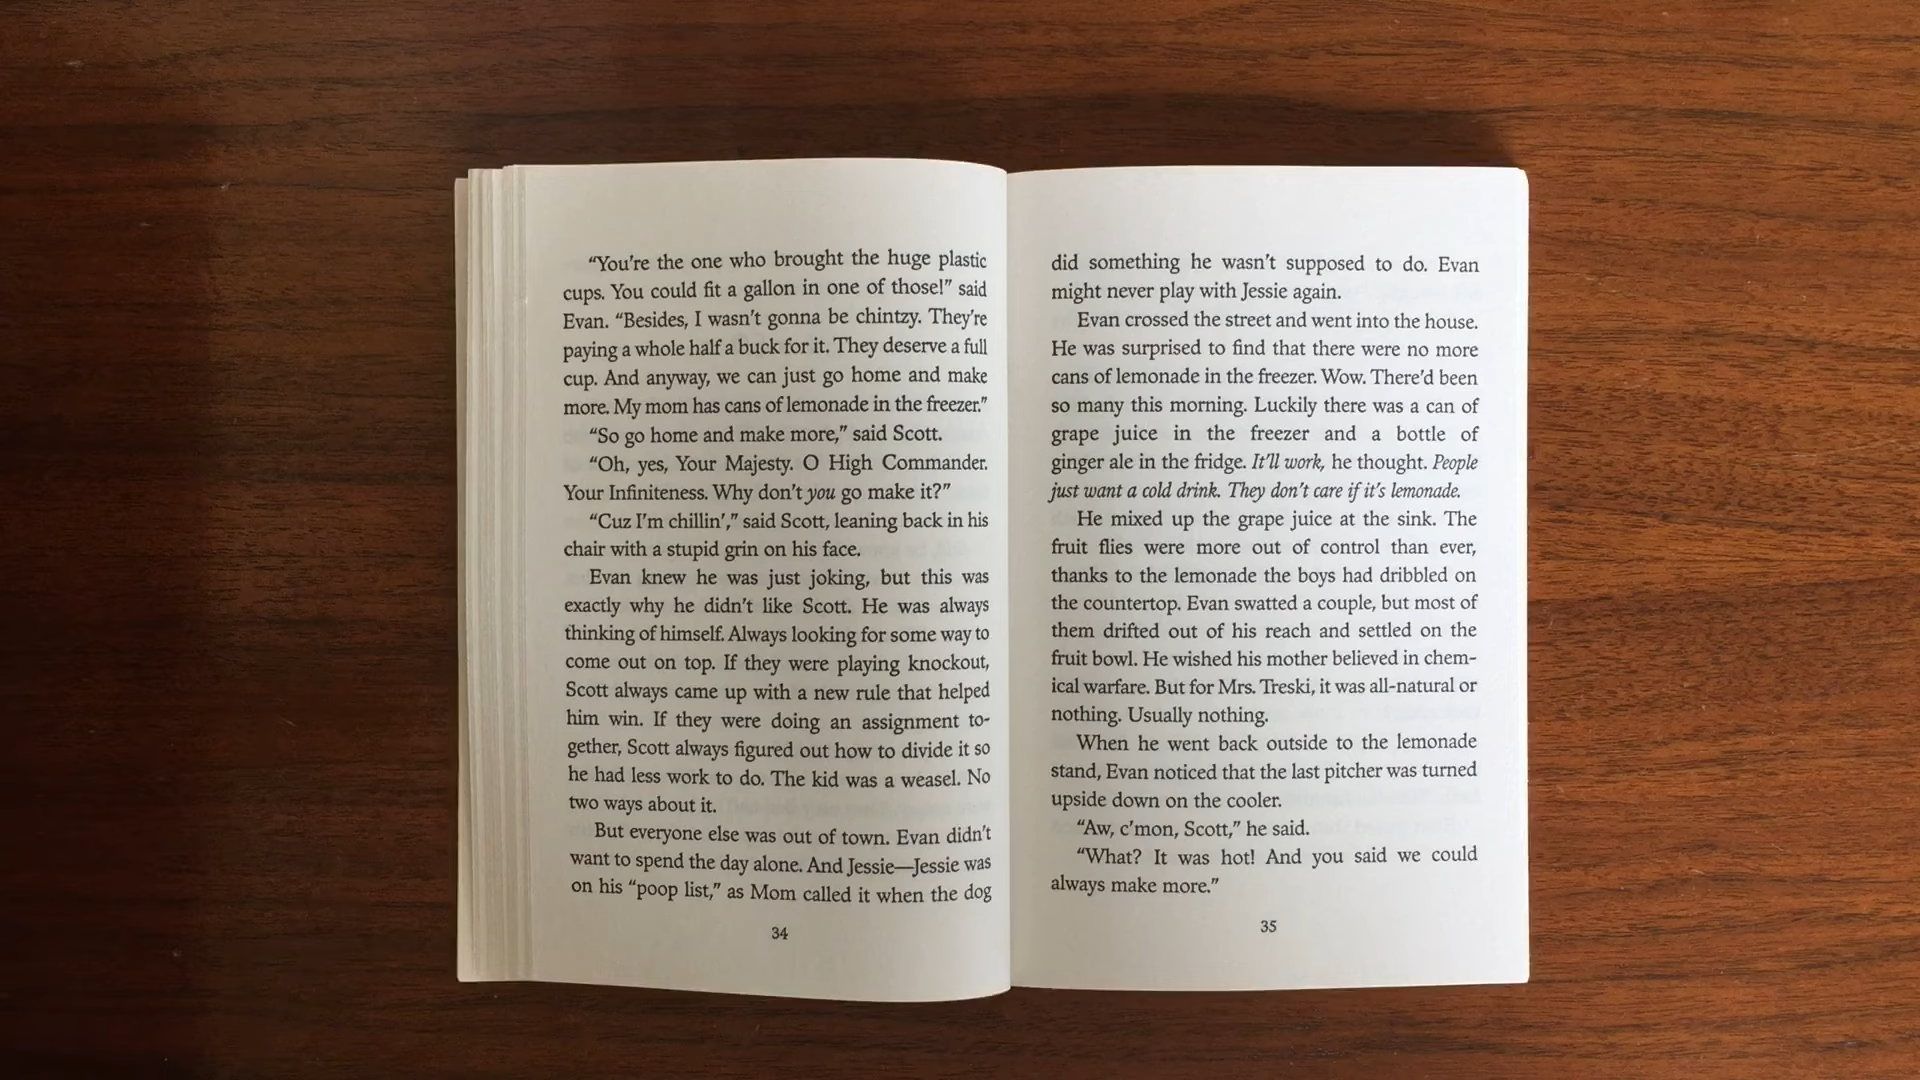 “You’re the one who brought the huge plastic
cups. You could fit a gallon in one of those!” said
Evan. “Besides, I wasn’t gonna be chintzy. They’re
paying a whole half a buck for it. They deserve a full
cup. And anyway, we can just go home and make
more. My mom has cans of lemonade in the freezer.”
“So go home and make more,” said Scott.
“Oh, yes, Your Majesty. O High Commander.
Your Infiniteness. Why don’t you go make it?”
“Cuz I’m chillin’,” said Scott, leaning back in his
chair with a stupid grin on his face.
Evan knew he was just joking, but this was
exactly why he didn’t like Scott. He was always
thinking of himself. Always looking for some way to
come out on top. If they were playing knockout,
Scott always came up with a new rule that helped
him win. If they were doing an assignment to-
gether, Scott always figured out how to divide it so
he had less work to do. The kid was a weasel. No
two ways about it.
But everyone else was out of town. Evan didn’t
want to spend the day alone. And Jessie—Jessie was
on his “poop list,” as Mom called it when the dog
34
did something he wasn’t supposed to do. Evan
might never play with Jessie again.
Evan crossed the street and went into the house.
He was surprised to find that there were no more
cans of lemonade in the freezer. Wow. There’d been
so many this morning. Luckily there was a can of
grape juice in the freezer and a bottle of
ginger ale in the fridge. It’ll work, he thought. People
just want a cold drink. They don’t care if it’s lemonade.
He mixed up the grape juice at the sink. The
fruit flies were more out of control than ever,
thanks to the lemonade the boys had dribbled on
the countertop. Evan swatted a couple, but most of
them drifted out of his reach and settled on the
fruit bowl. He wished his mother believed in chem-
ical warfare. But for Mrs. Treski, it was all-natural or
nothing. Usually nothing.
When he went back outside to the lemonade
stand, Evan noticed that the last pitcher was turned
upside down on the cooler.
“Aw, c’mon, Scott,” he said.
“What? It was hot! And you said we could
always make more.”
35